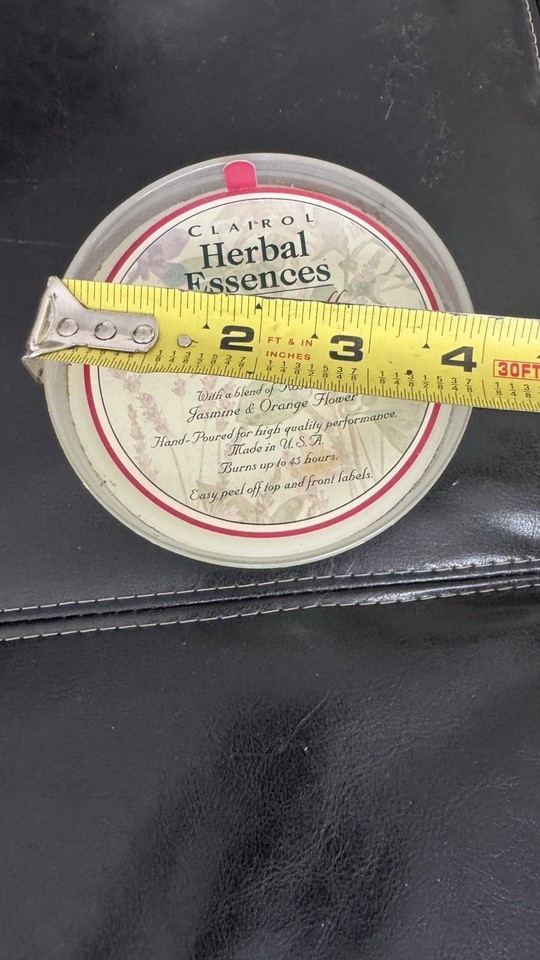 CLAIROL
Herbal
Essences
2 FT & IN INCHES 3 4 30FT
With a blend of
Jasmine & Orange Flower
Hand-Poured for high quality performance.
Made in U.S.A.
Burns up to 45 hours.
Easy peel off top and front labels.